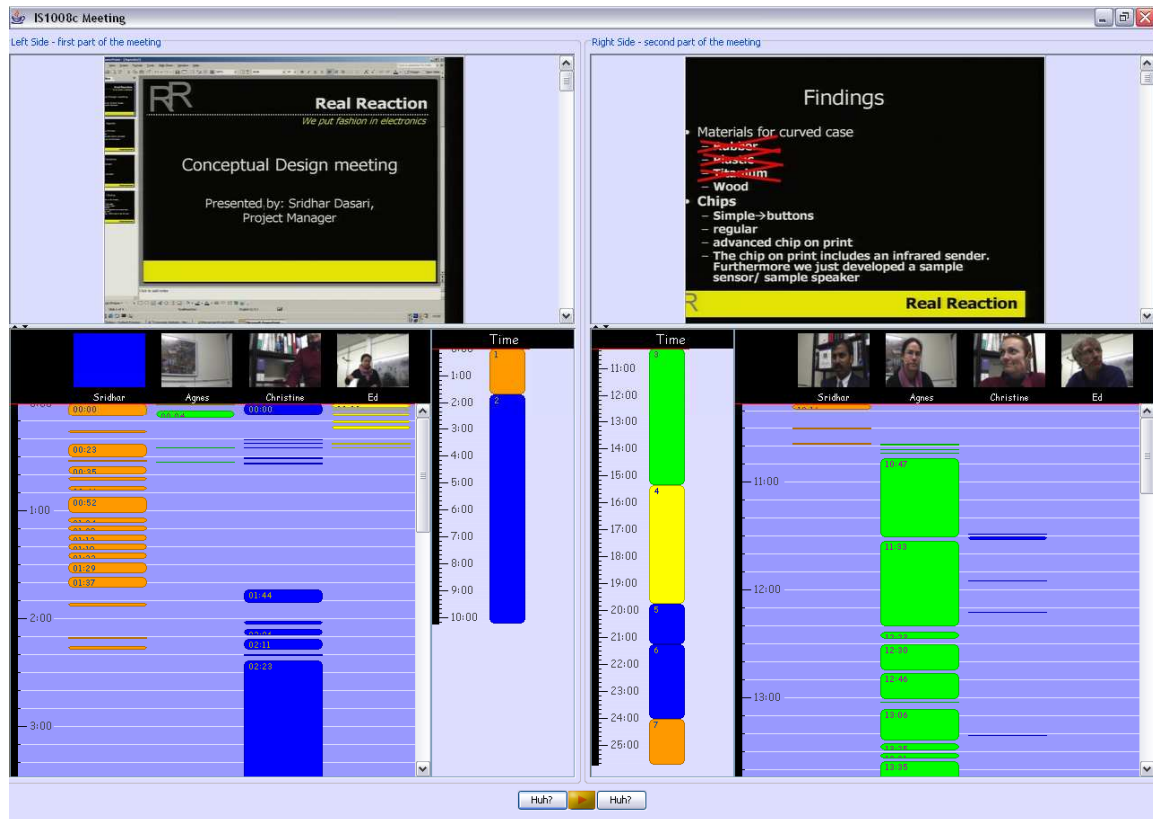 IS1008c Meeting
Left Side - first part of the meeting
RR
Real Reaction
We put fashion in electronics
Conceptual Design meeting
Presented by: Sridhar Dasari,
Project Manager
Sridhar
Agnes
Christine
Ed
00:00
00:04
00:00
00:23
00:35
00:52
1:00
01:29
01:37
01:44
2:00
02:11
02:23
3:00
Time
1
1:00
2
2:00
3:00
4:00
5:00
6:00
7:00
8:00
9:00
10:00
Right Side - second part of the meeting
Findings
• Materials for curved case
– Rubber
– Plastic
– Titanium
– Wood
• Chips
– Simple→buttons
– regular
– advanced chip on print
– The chip on print includes an infrared sender.
Furthermore we just developed a sample
sensor/ sample speaker
R
Real Reaction
Time
3
11:00
12:00
13:00
14:00
15:00
4
16:00
17:00
18:00
19:00
20:00
5
21:00
6
22:00
23:00
24:00
7
25:00
Sridhar
Agnes
Christine
Ed
10:47
11:00
11:33
12:00
12:30
12:46
13:00
13:06
13:35
Huh?
Huh?